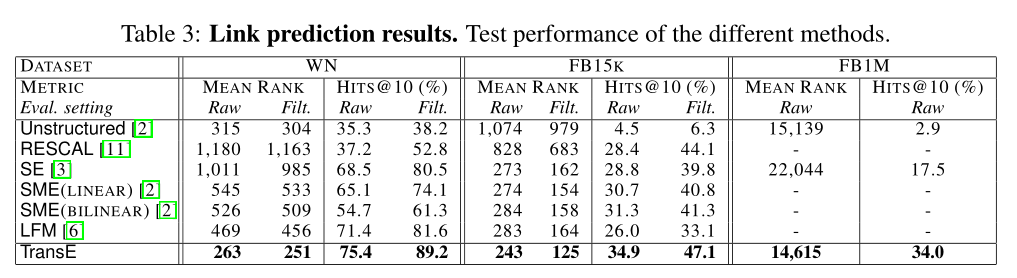 Table 3: Link prediction results. Test performance of the different methods.
DATASET WN FB15K FB1M
METRIC MEAN RANK HITS@10 (%) MEAN RANK HITS@10 (%) MEAN RANK HITS@10 (%)
Eval. setting Raw Filt. Raw Filt. Raw Filt. Raw Filt. Raw Raw
Unstructured [2] 315 304 35.3 38.2 1,074 979 4.5 6.3 15,139 2.9
RESCAL [11] 1,180 1,163 37.2 52.8 828 683 28.4 44.1 - -
SE [3] 1,011 985 68.5 80.5 273 162 28.8 39.8 22,044 17.5
SME(LINEAR) [2] 545 533 65.1 74.1 274 154 30.7 40.8 - -
SME(BILINEAR) [2] 526 509 54.7 61.3 284 158 31.3 41.3 - -
LFM [6] 469 456 71.4 81.6 283 164 26.0 33.1 - -
TransE 263 251 75.4 89.2 243 125 34.9 47.1 14,615 34.0